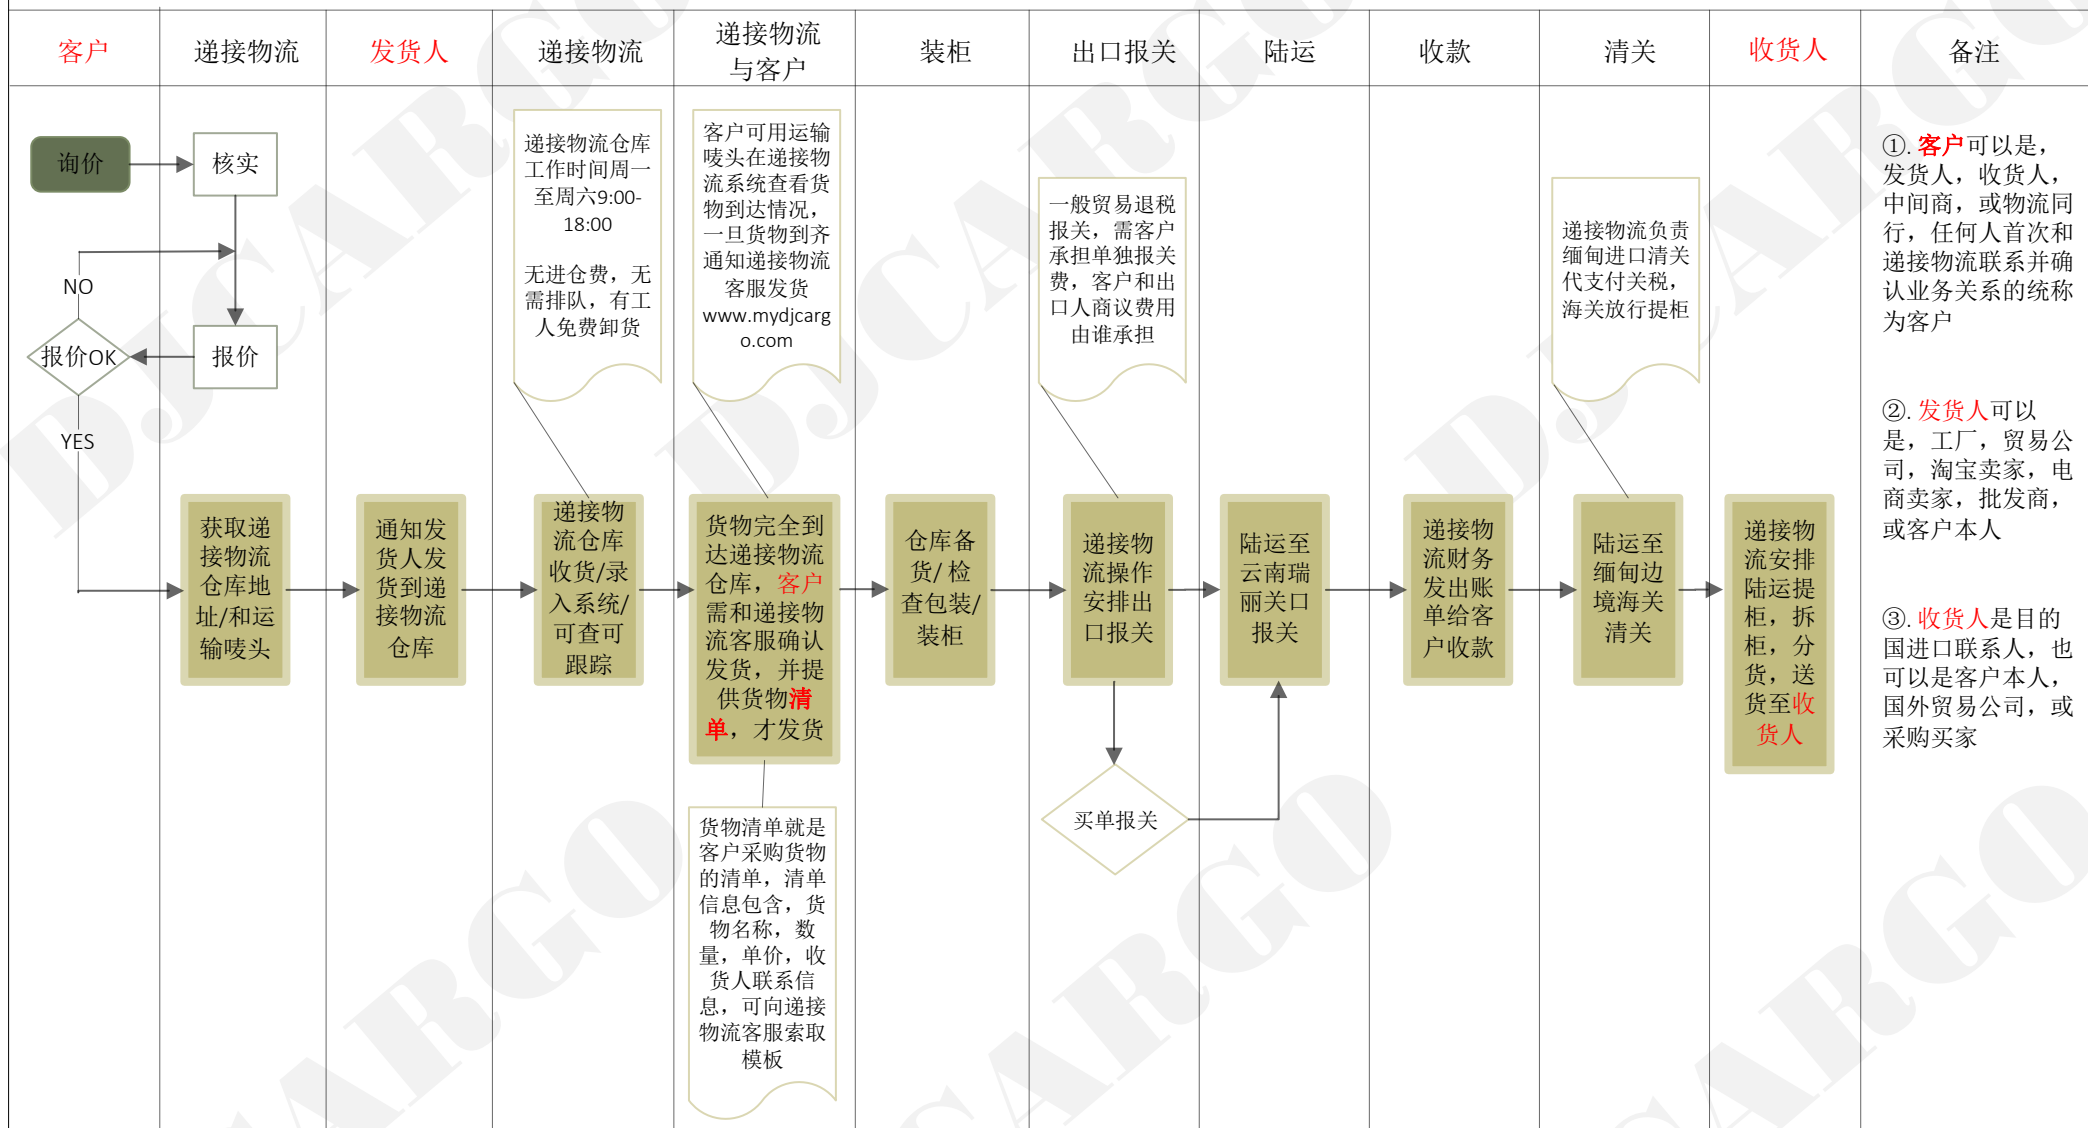 客户
递接物流
发货人
递接物流
递接物流
与客户
装柜
出口报关
陆运
收款
清关
收货人
备注
询价
核实
NO
报价OK
报价
YES
递接物流仓库
工作时间周一
至周六9:00-
18:00
无进仓费，无
需排队，有工
人免费卸货
客户可用运输
唛头在递接物
流系统查看货
物到达情况，
一旦货物到齐
通知递接物流
客服发货
www.mydjcarg
o.com
一般贸易退税
报关，需客户
承担单独报关
费，客户和出
口人商议费用
由谁承担
递接物流负责
缅甸进口清关
代支付关税，
海关放行提柜
①. 客户可以是，
发货人，收货人，
中间商，或物流同
行，任何人首次和
递接物流联系并确
认业务关系的统称
为客户
②. 发货人可以
是，工厂，贸易公
司，淘宝卖家，电
商卖家，批发商，
或客户本人
③. 收货人是目的
国进口联系人，也
可以是客户本人，
国外贸易公司，或
采购买家
获取递
接物流
仓库地
址/和运
输唛头
通知发
货人发
货到递
接物流
仓库
递接物
流仓库
收货/录
入系统/
可查可
跟踪
货物完全到
达递接物流
仓库，客户
需和递接物
流客服确认
发货，并提
供货物清
单，才发货
仓库备
货/ 检
查包装/
装柜
递接物
流操作
安排出
口报关
陆运至
云南瑞
丽关口
报关
递接物
流财务
发出账
单给客
户收款
陆运至
缅甸边
境海关
清关
递接物
流安排
陆运提
柜，拆
柜，分
货，送
货至收
货人
买单报关
货物清单就是
客户采购货物
的清单，清单
信息包含，货
物名称，数
量，单价，收
货人联系信
息，可向递接
物流客服索取
模板
DJCARGO
DJCARGO
DJCARGO
CARGO
CARGO
CARGO